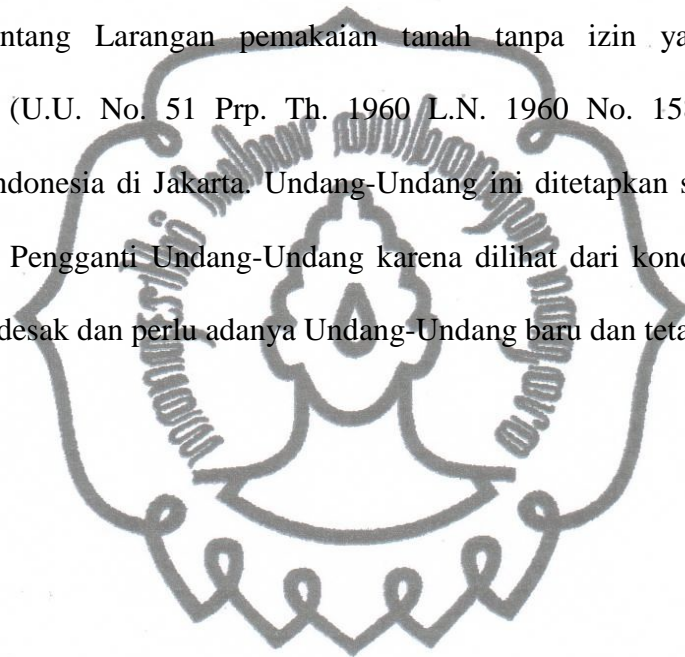 ntang Larangan pemakaian tanah tanpa izin ya
(U.U. No. 51 Prp. Th. 1960 L.N. 1960 No. 15
ndonesia di Jakarta. Undang-Undang ini ditetapkan s
Pengganti Undang-Undang karena dilihat dari kond
desak dan perlu adanya Undang-Undang baru dan teta